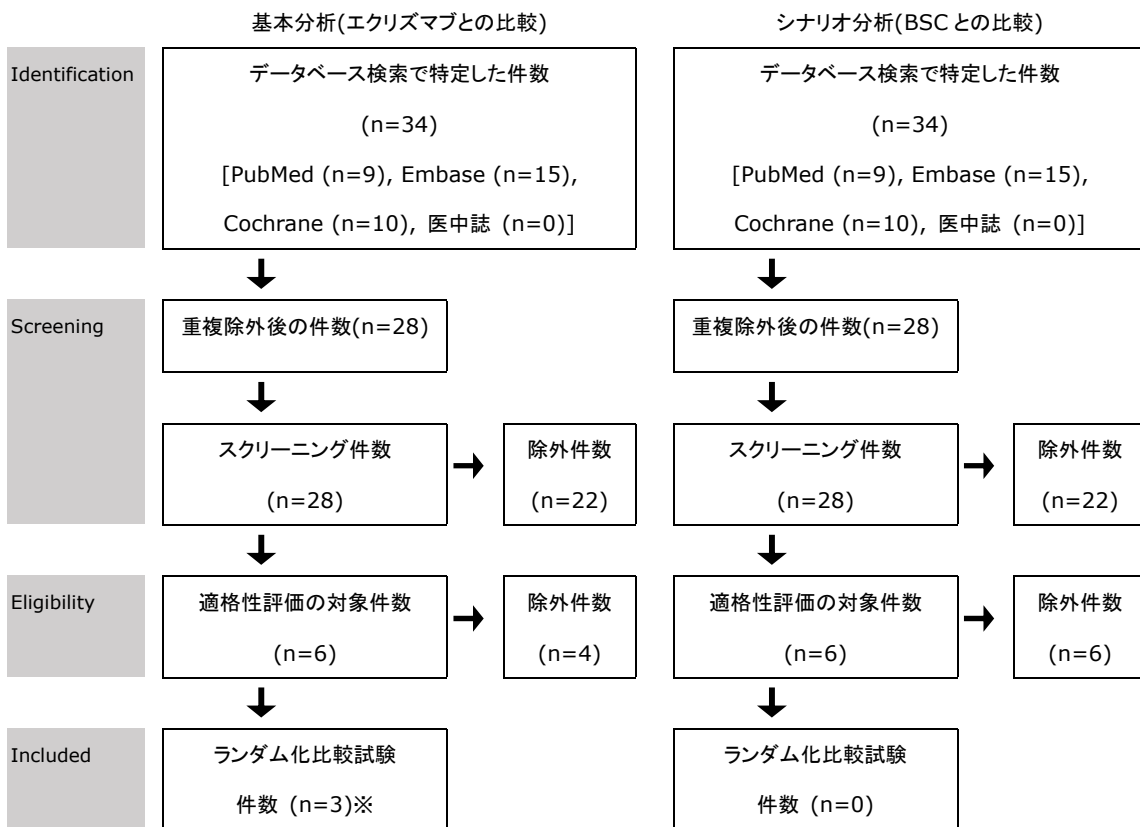 基本分析(エクリズマブとの比較)
シナリオ分析(BSCとの比較)
Identification
データベース検索で特定した件数
(n=34)
[PubMed (n=9), Embase (n=15),
Cochrane (n=10), 医中誌 (n=0)]
データベース検索で特定した件数
(n=34)
[PubMed (n=9), Embase (n=15),
Cochrane (n=10), 医中誌 (n=0)]
Screening
重複除外後の件数(n=28)
重複除外後の件数(n=28)
スクリーニング件数
(n=28)
除外件数
(n=22)
スクリーニング件数
(n=28)
除外件数
(n=22)
Eligibility
適格性評価の対象件数
(n=6)
除外件数
(n=4)
適格性評価の対象件数
(n=6)
除外件数
(n=6)
Included
ランダム化比較試験
件数 (n=3)※
ランダム化比較試験
件数 (n=0)